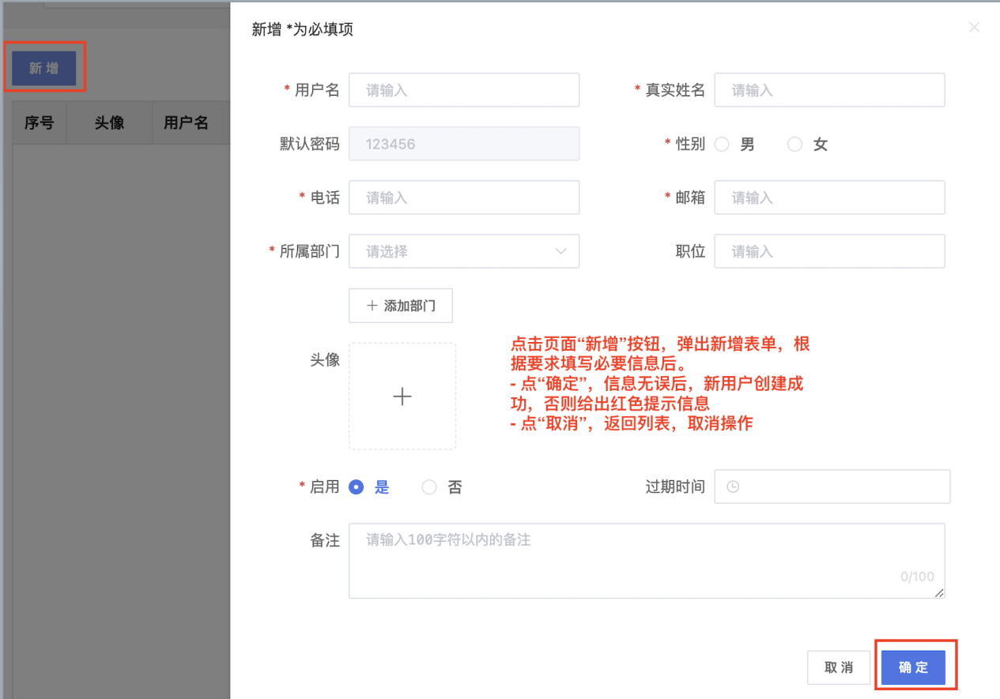 新增 *为必填项
新 增
* 用户名 请输入 * 真实姓名 请输入
序号 头像 用户名
默认密码 123456 * 性别 男 女
* 电话 请输入 * 邮箱 请输入
* 所属部门 请选择 职位 请输入
+ 添加部门
头像
点击页面“新增”按钮，弹出新增表单，根
据要求填写必要信息后。
- 点“确定”，信息无误后，新用户创建成
功，否则给出红色提示信息
- 点“取消”，返回列表，取消操作
* 启用 是 否 过期时间
备注 请输入100字符以内的备注
0/100
取 消 确 定